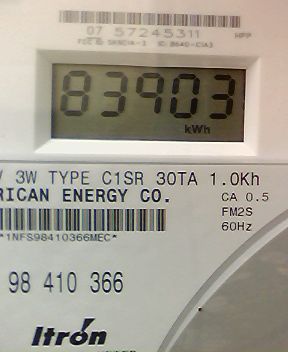 07 57245311
83903
kWh
3W TYPE C1SR 30TA 1.0Kh
RICAN ENERGY CO.
CA 0.5
FM2S
60Hz
*1NFS98410366MEC*
98 410 366
Itron